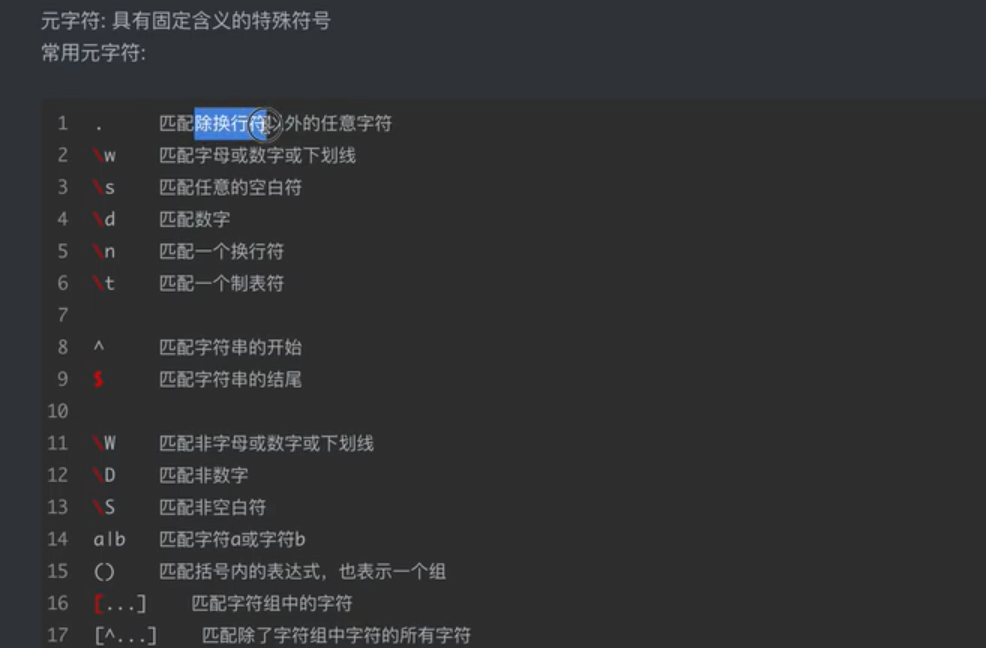 元字符: 具有固定含义的特殊符号
常用元字符:
1 . 匹配除换行符以外的任意字符
2 \w 匹配字母或数字或下划线
3 \s 匹配任意的空白符
4 \d 匹配数字
5 \n 匹配一个换行符
6 \t 匹配一个制表符
7
8 ^ 匹配字符串的开始
9 $ 匹配字符串的结尾
10
11 \W 匹配非字母或数字或下划线
12 \D 匹配非数字
13 \S 匹配非空白符
14 a|b 匹配字符a或字符b
15 () 匹配括号内的表达式，也表示一个组
16 [...] 匹配字符组中的字符
17 [^...] 匹配除了字符组中字符的所有字符